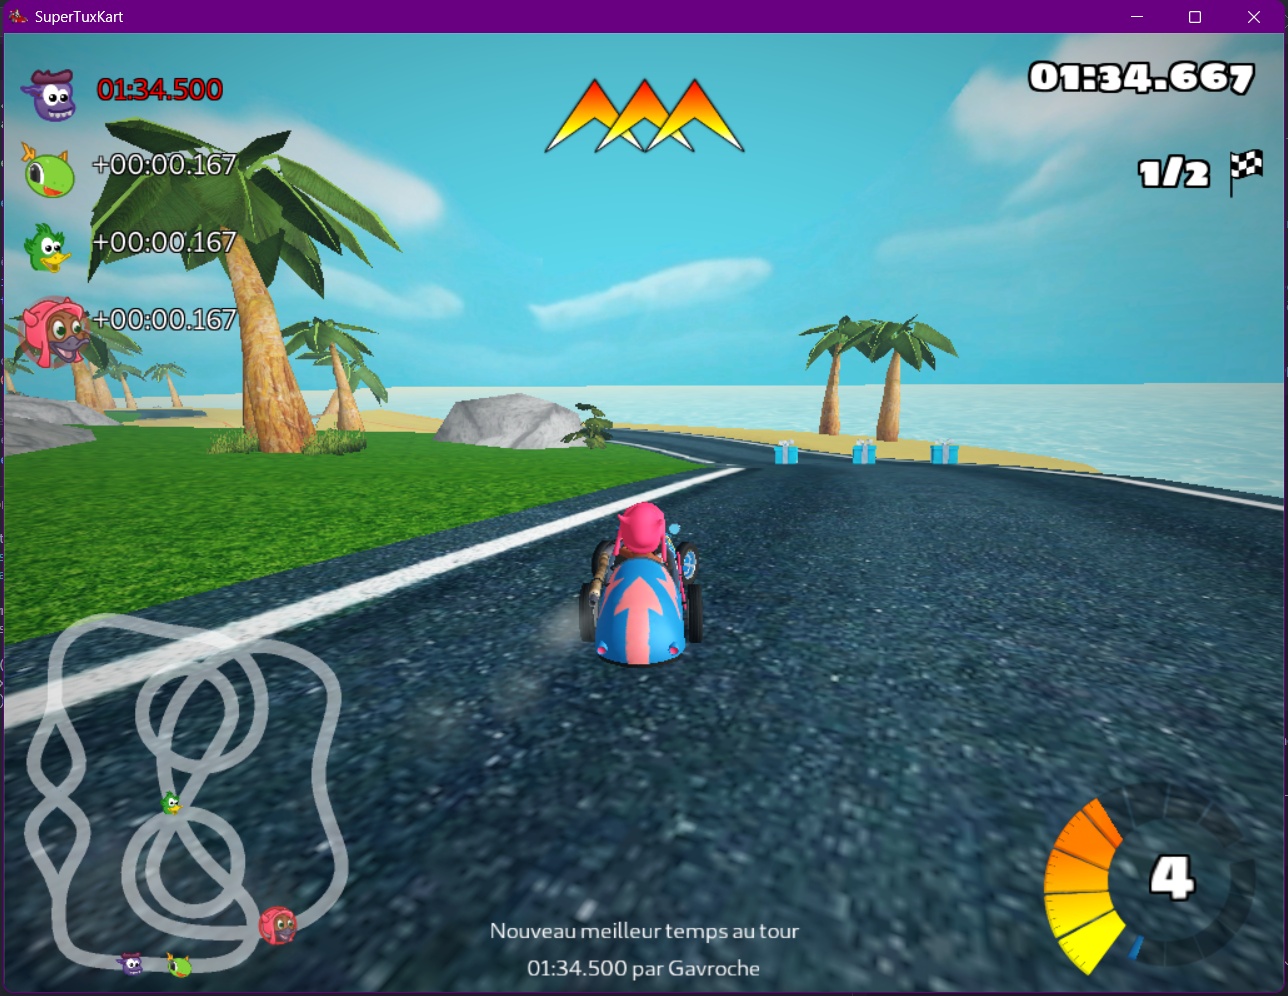 SuperTuxKart
01:34.500
01:34.667
+00:00.167
1/2
+00:00.167
+00:00.167
4
Nouveau meilleur temps au tour
01:34.500 par Gavroche